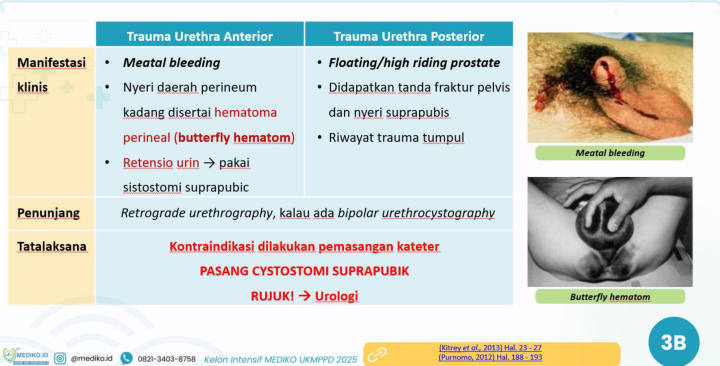 Trauma Urethra Anterior
Trauma Urethra Posterior
Manifestasi
klinis
• Meatal bleeding
• Nyeri daerah perineum
kadang disertai hematoma
perineal (butterfly hematom)
• Retensio urin → pakai
sistostomi suprapubic
• Floating/high riding prostate
• Didapatkan tanda fraktur pelvis
dan nyeri suprapubis
• Riwayat trauma tumpul
Meatal bleeding
Penunjang
Retrograde urethrography, kalau ada bipolar urethrocystography
Tatalaksana
Kontraindikasi dilakukan pemasangan kateter
PASANG CYSTOSTOMI SUPRAPUBIK
RUJUK! → Urologi
Butterfly hematom
MEDIKO.ID
@mediko.id
0821-3403-8758
Kelon Intensif MEDIKO UKMPPD 2025
(Kitrey et al., 2013) Hal. 23 - 27
(Purnomo, 2012) Hal. 188 - 193
3B